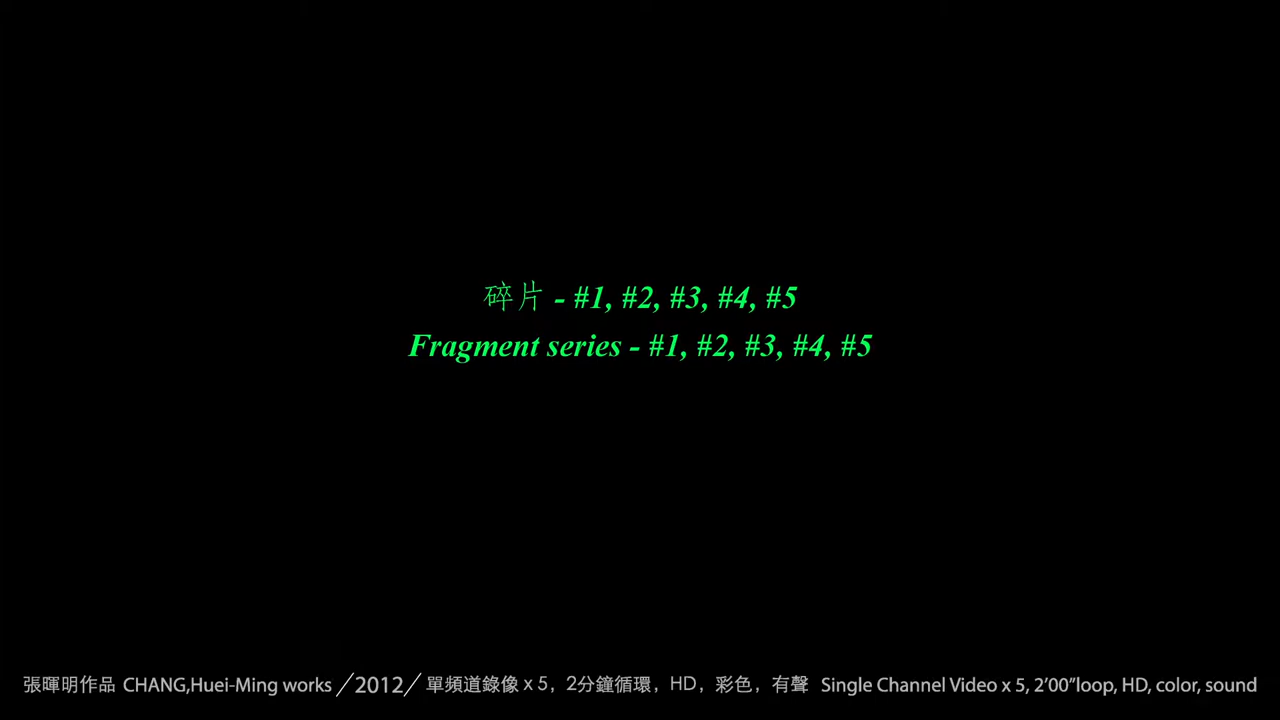 碎片 - #1, #2, #3, #4, #5
Fragment series - #1, #2, #3, #4, #5
張暉明作品 CHANG,Huei-Ming works ╱2012╱ 單頻道錄像 x 5，2分鐘循環，HD，彩色，有聲 Single Channel Video x 5, 2’00”loop, HD, color, sound